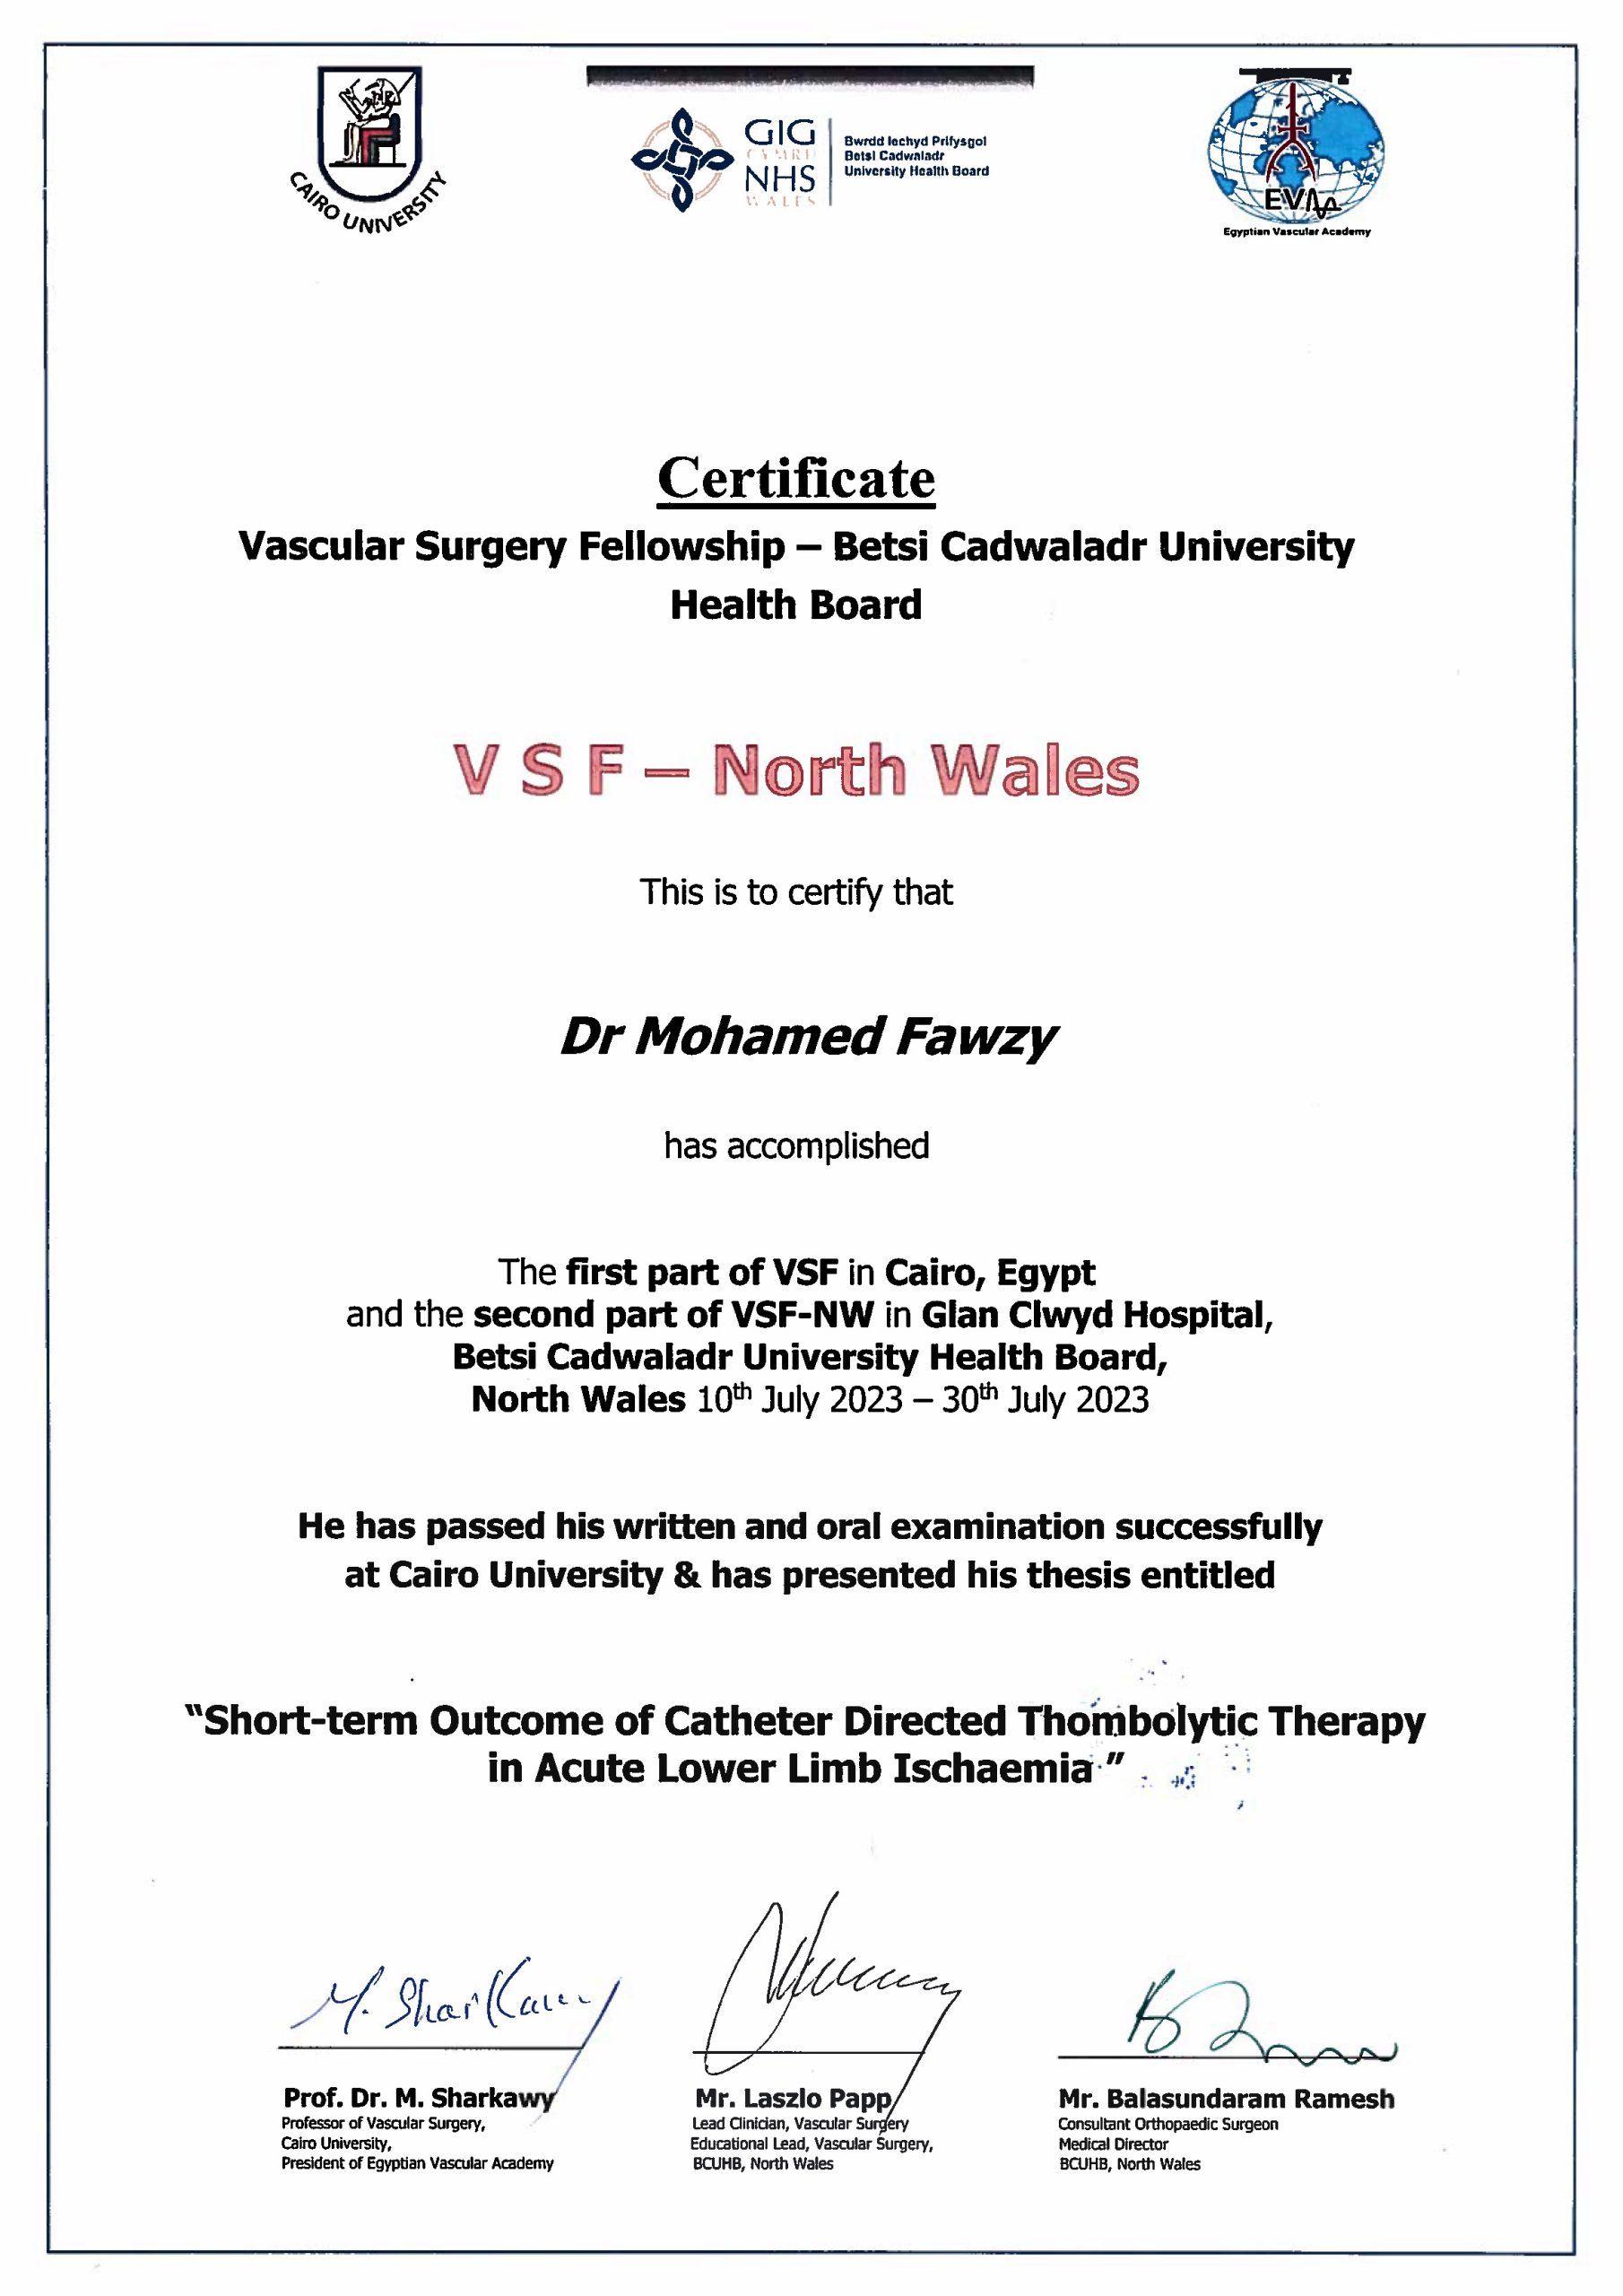 CAIRO UNIVERSITY
GIG
CYMRU
NHS
WALES
Bwrdd Iechyd Prifysgol
Betsi Cadwaladr
University Health Board
EVA
Egyptian Vascular Academy
Certificate
Vascular Surgery Fellowship – Betsi Cadwaladr University
Health Board
V S F – North Wales
This is to certify that
Dr Mohamed Fawzy
has accomplished
The first part of VSF in Cairo, Egypt
and the second part of VSF-NW in Glan Clwyd Hospital,
Betsi Cadwaladr University Health Board,
North Wales 10th July 2023 – 30th July 2023
He has passed his written and oral examination successfully
at Cairo University & has presented his thesis entitled
“Short-term Outcome of Catheter Directed Thombolytic Therapy
in Acute Lower Limb Ischaemia.”
M. Sharkawy
Prof. Dr. M. Sharkawy
Professor of Vascular Surgery,
Cairo University,
President of Egyptian Vascular Academy
Mr. Laszlo Papp
Lead Clinician, Vascular Surgery
Educational Lead, Vascular Surgery,
BCUHB, North Wales
Mr. Balasundaram Ramesh
Consultant Orthopaedic Surgeon
Medical Director
BCUHB, North Wales